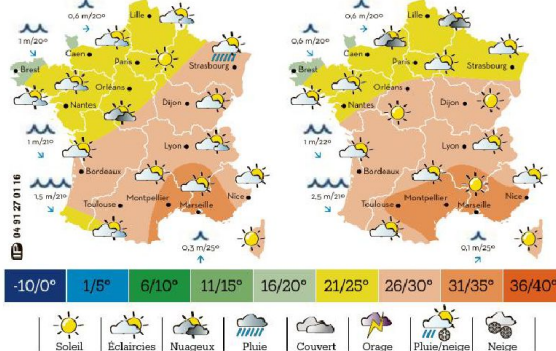 0,6 m/20°
Lille
1 m/20°
Caen
Paris
Strasbourg
Brest
Orléans
Nantes
Dijon
1 m/21°
Lyon
Bordeaux
1,5 m/21°
Toulouse
Montpellier
Marseille
Nice
0,3 m/25°
IP 04 91 27 01 16
0,6 m/20°
Lille
0,6 m/20°
Caen
Paris
Strasbourg
Brest
Orléans
Nantes
Dijon
1 m/22°
Lyon
Bordeaux
2,5 m/21°
Toulouse
Montpellier
Marseille
Nice
0,1 m/25°
-10/0° 1/5° 6/10° 11/15° 16/20° 21/25° 26/30° 31/35° 36/40°
Soleil Éclaircies Nuageux Pluie Couvert Orage Pluie/neige Neige